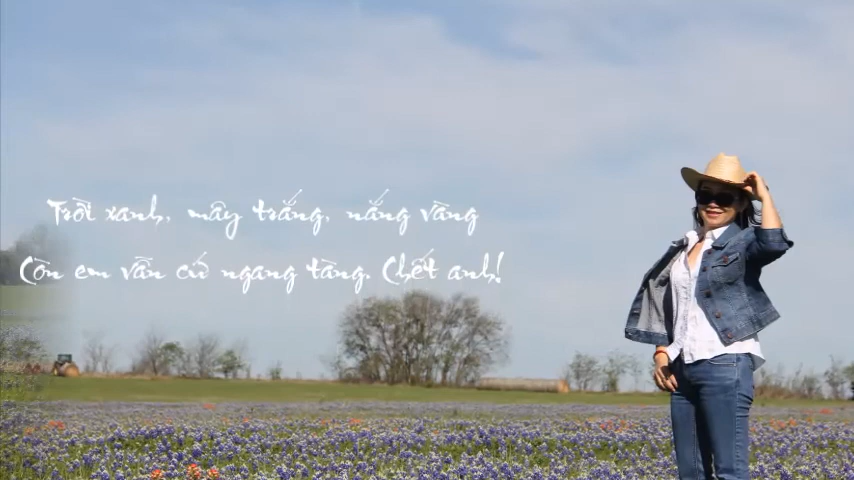 Trời xanh, mây trắng, nắng vàng
Còn em vẫn cứ ngang tàng. Chết anh!